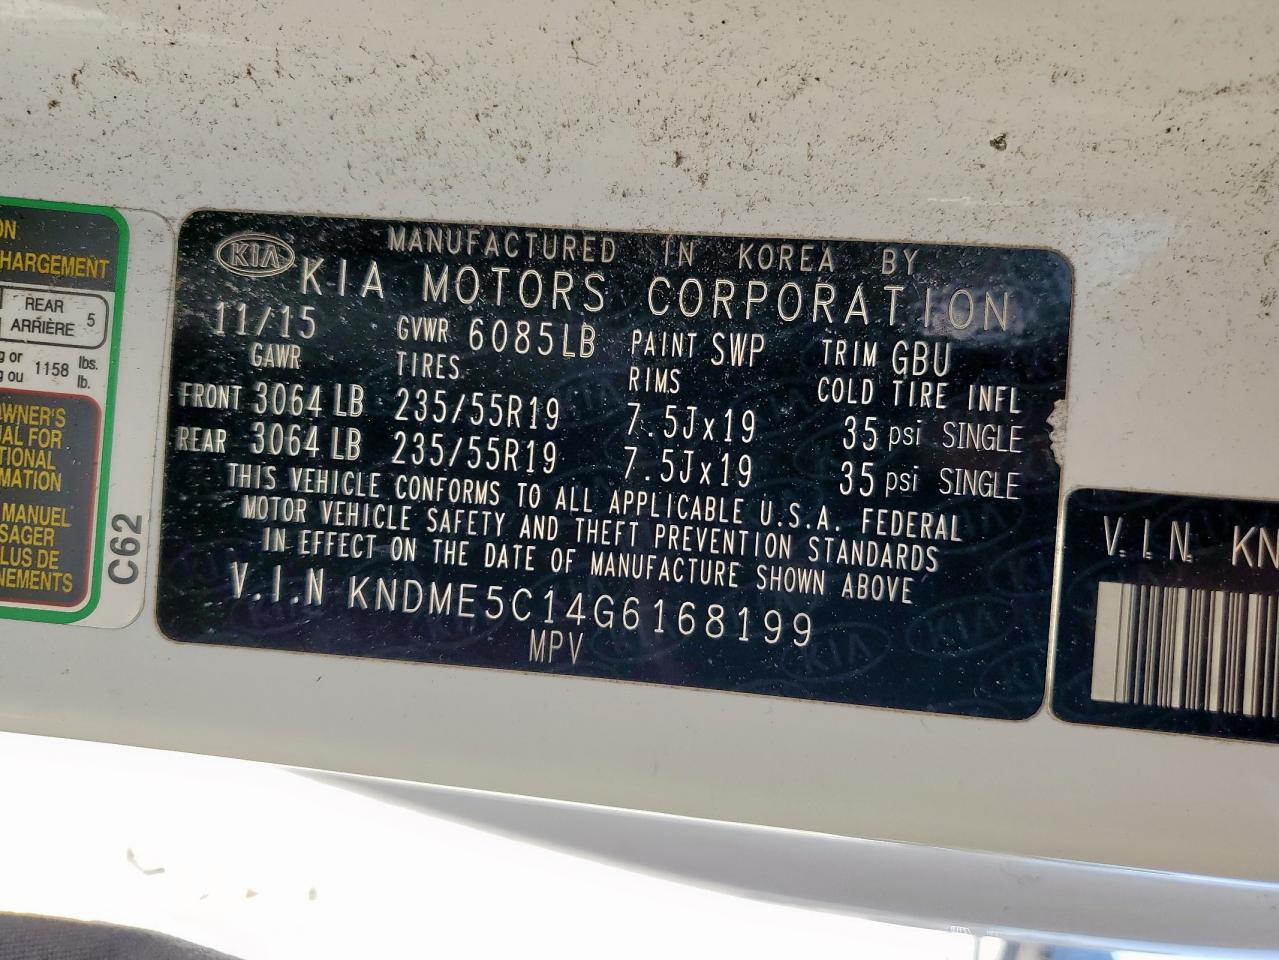 ON
HARGEMENT
REAR
ARRIÈRE 5
g or 1158 lbs.
g ou lb.
OWNER'S
AL FOR
TIONAL
MATION
MANUEL
SAGER
LUS DE
NEMENTS
C62
KIA MANUFACTURED IN KOREA BY
KIA MOTORS CORPORATION
11/15 GVWR 6085LB PAINT SWP TRIM GBU
GAWR TIRES RIMS COLD TIRE INFL
FRONT 3064 LB 235/55R19 7.5Jx19 35 psi SINGLE
REAR 3064 LB 235/55R19 7.5Jx19 35 psi SINGLE
THIS VEHICLE CONFORMS TO ALL APPLICABLE U.S.A. FEDERAL
MOTOR VEHICLE SAFETY AND THEFT PREVENTION STANDARDS
IN EFFECT ON THE DATE OF MANUFACTURE SHOWN ABOVE
V.I.N KNDME5C14G6168199
MPV
V.I.N. KN